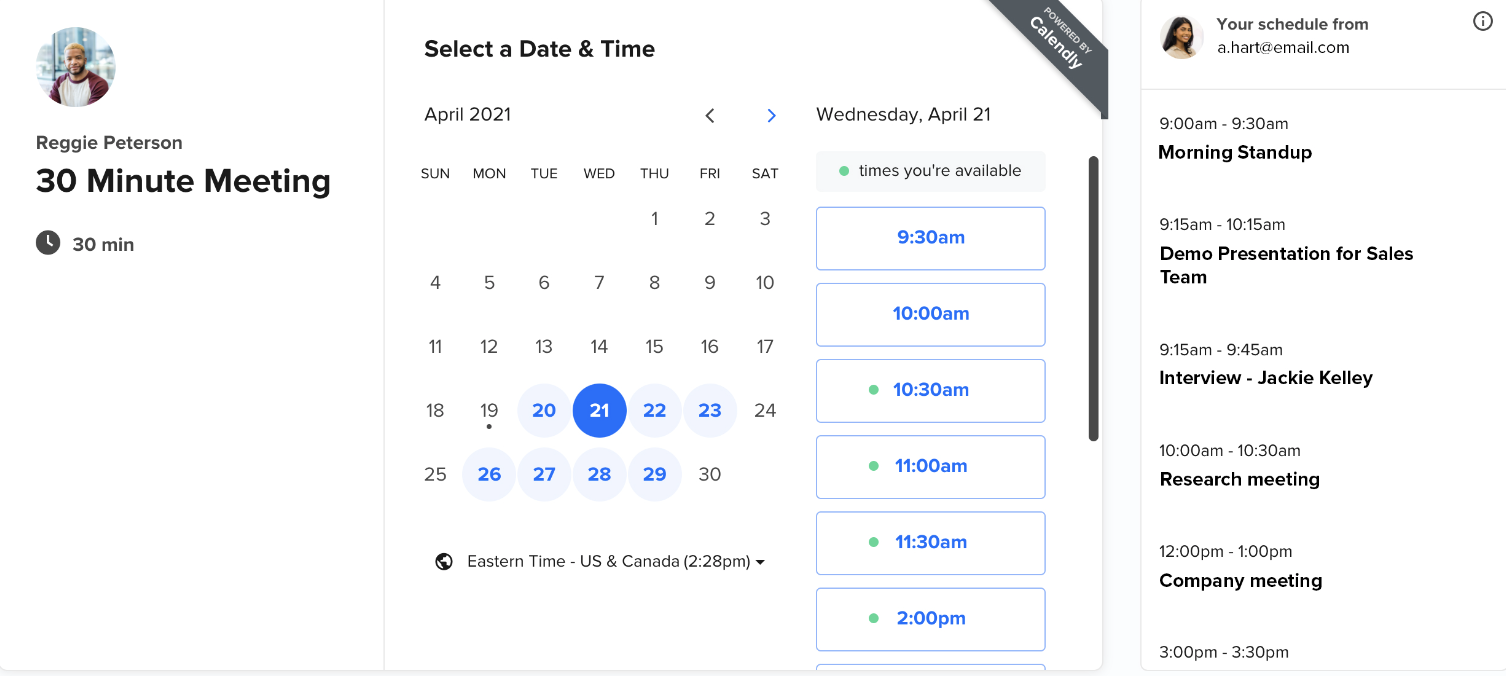 Reggie Peterson
30 Minute Meeting
30 min
Select a Date & Time
POWERED BY
Calendly
April 2021
SUN MON TUE WED THU FRI SAT
1 2 3
4 5 6 7 8 9 10
11 12 13 14 15 16 17
18 19 20 21 22 23 24
25 26 27 28 29 30
Eastern Time - US & Canada (2:28pm)
Wednesday, April 21
times you're available
9:30am
10:00am
10:30am
11:00am
11:30am
2:00pm
Your schedule from
a.hart@email.com
9:00am - 9:30am
Morning Standup
9:15am - 10:15am
Demo Presentation for Sales
Team
9:15am - 9:45am
Interview - Jackie Kelley
10:00am - 10:30am
Research meeting
12:00pm - 1:00pm
Company meeting
3:00pm - 3:30pm